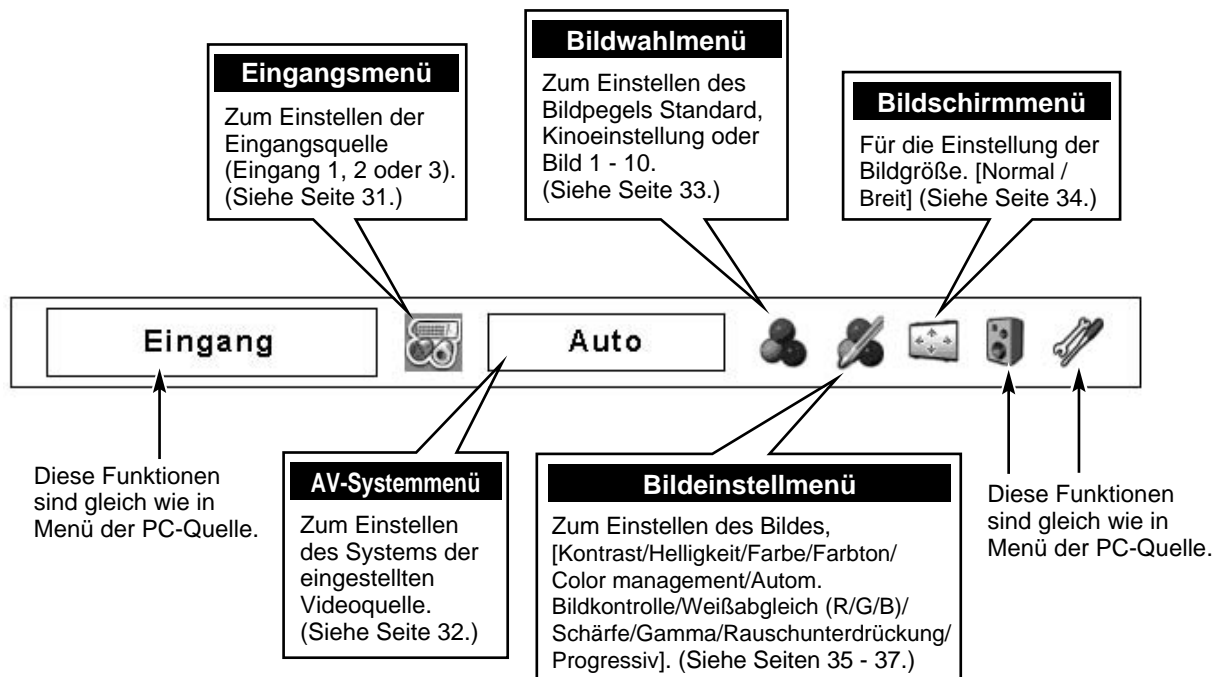 Eingangsmenü
Zum Einstellen der
Eingangsquelle
(Eingang 1, 2 oder 3).
(Siehe Seite 31.)
Bildwahlmenü
Zum Einstellen des
Bildpegels Standard,
Kinoeinstellung oder
Bild 1 - 10.
(Siehe Seite 33.)
Bildschirmmenü
Für die Einstellung der
Bildgröße. [Normal /
Breit] (Siehe Seite 34.)
Eingang
Auto
Diese Funktionen
sind gleich wie in
Menü der PC-Quelle.
AV-Systemmenü
Zum Einstellen
des Systems der
eingestellten
Videoquelle.
(Siehe Seite 32.)
Bildeinstellmenü
Zum Einstellen des Bildes,
[Kontrast/Helligkeit/Farbe/Farbton/
Color management/Autom.
Bildkontrolle/Weißabgleich (R/G/B)/
Schärfe/Gamma/Rauschunterdrückung/
Progressiv]. (Siehe Seiten 35 - 37.)
Diese Funktionen
sind gleich wie in
Menü der PC-Quelle.